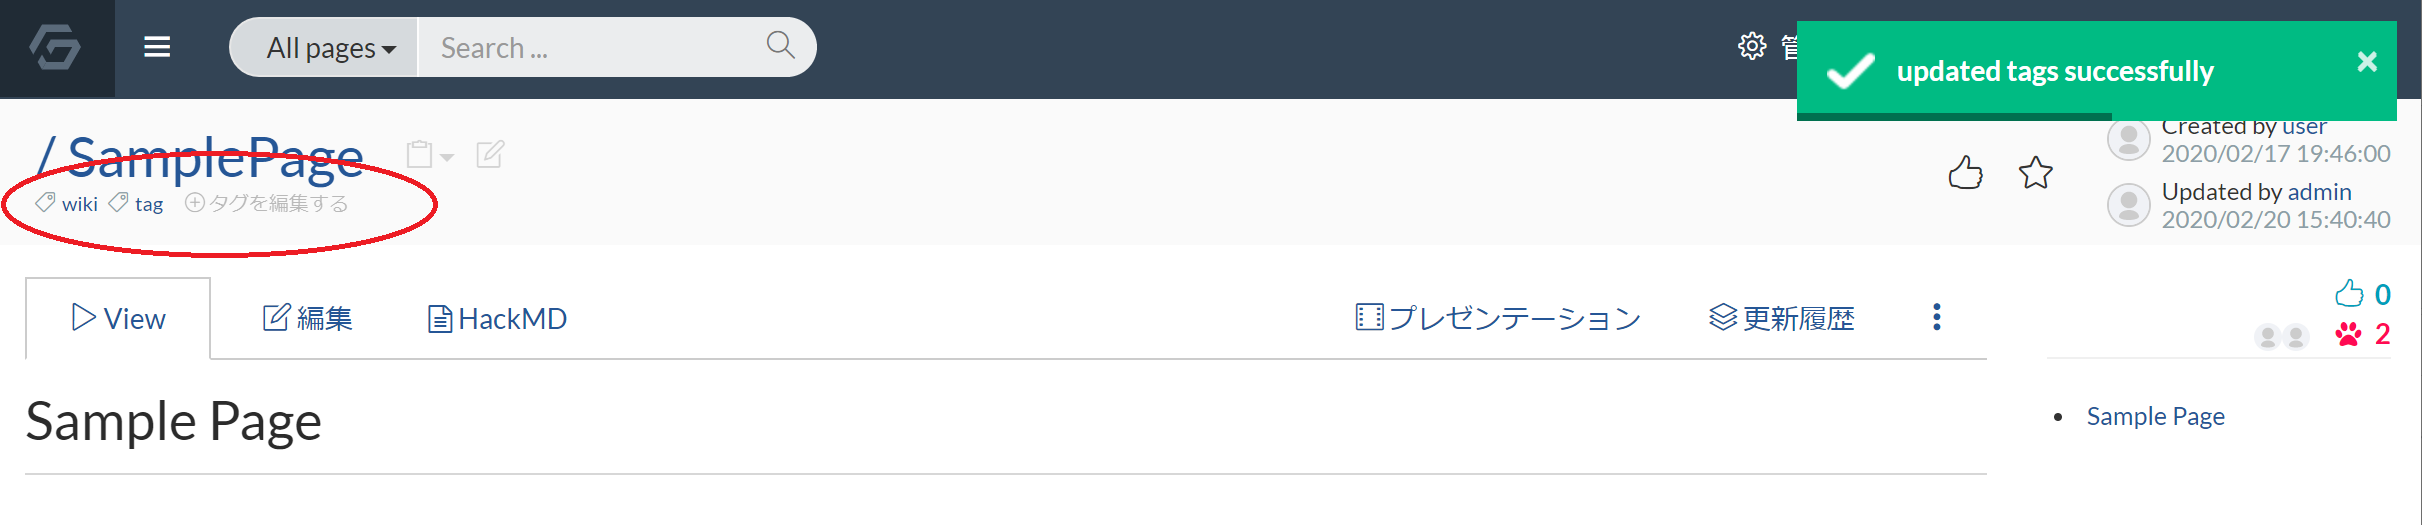 All pages
Search ...
管
updated tags successfully
/ SamplePage
wiki tag タグを編集する
Created by user
2020/02/17 19:46:00
Updated by admin
2020/02/20 15:40:40
View 編集 HackMD プレゼンテーション 更新履歴
0
2
Sample Page
Sample Page